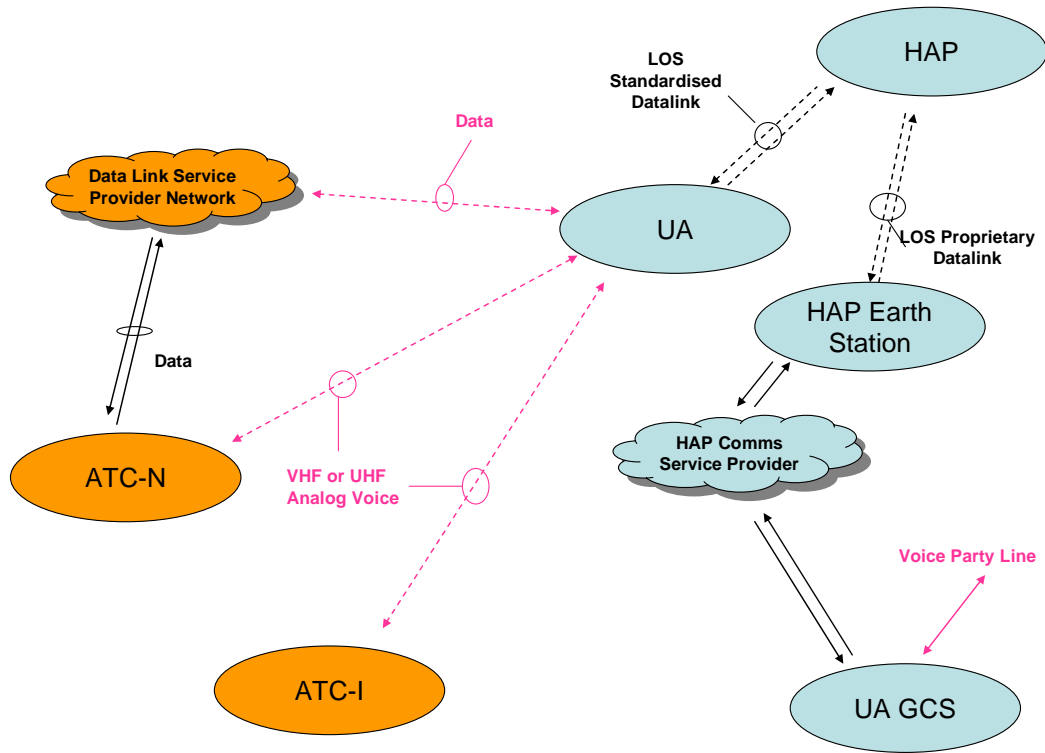 HAP
LOS
Standardised
Datalink
Data
Data Link Service
Provider Network
UA
LOS Proprietary
Datalink
HAP Earth
Station
Data
HAP Comms
Service Provider
ATC-N
VHF or UHF
Analog Voice
Voice Party Line
ATC-I
UA GCS